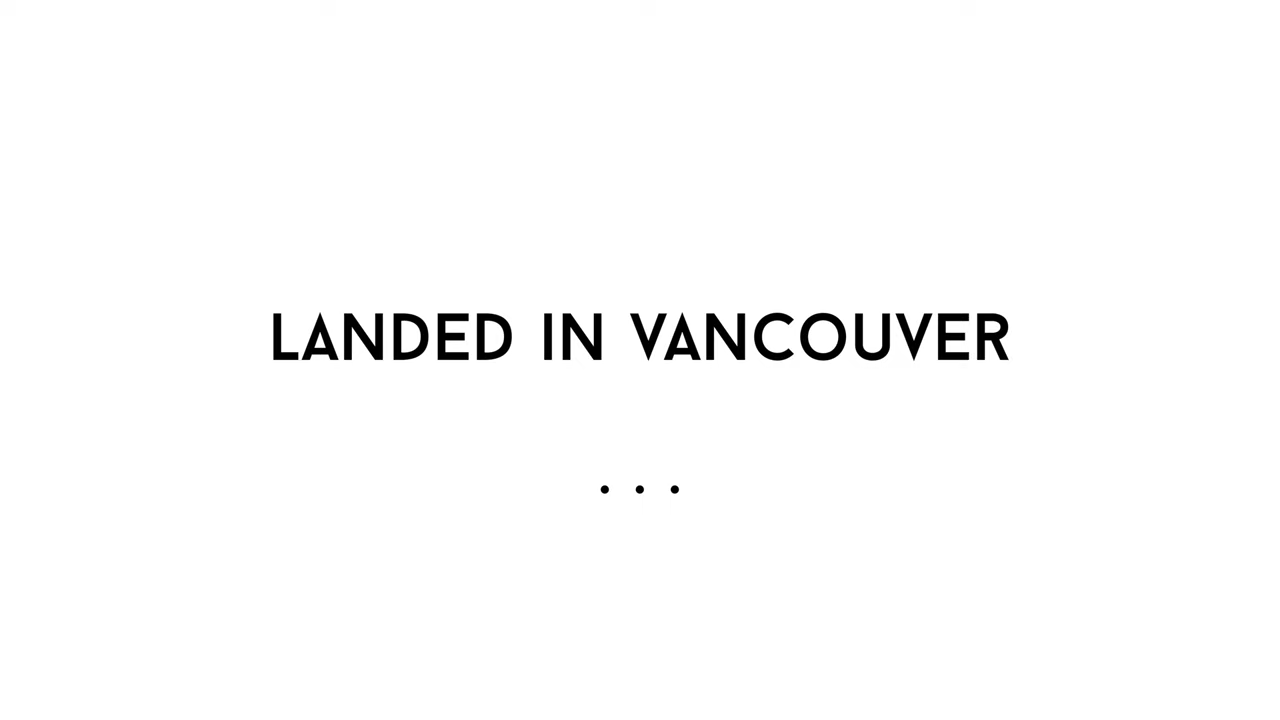 LANDED IN VANCOUVER
. . .